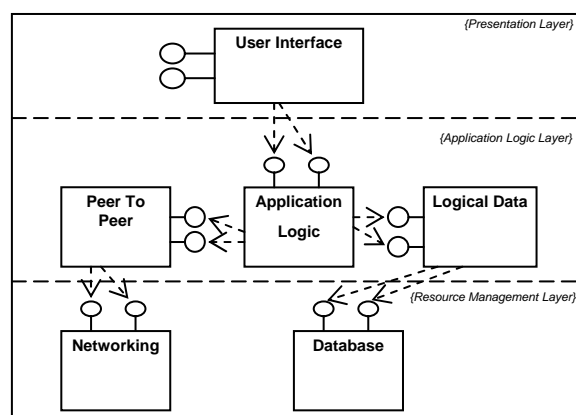 {Presentation Layer}
User Interface
{Application Logic Layer}
Peer To
Peer
Application
Logic
Logical Data
{Resource Management Layer}
Networking
Database